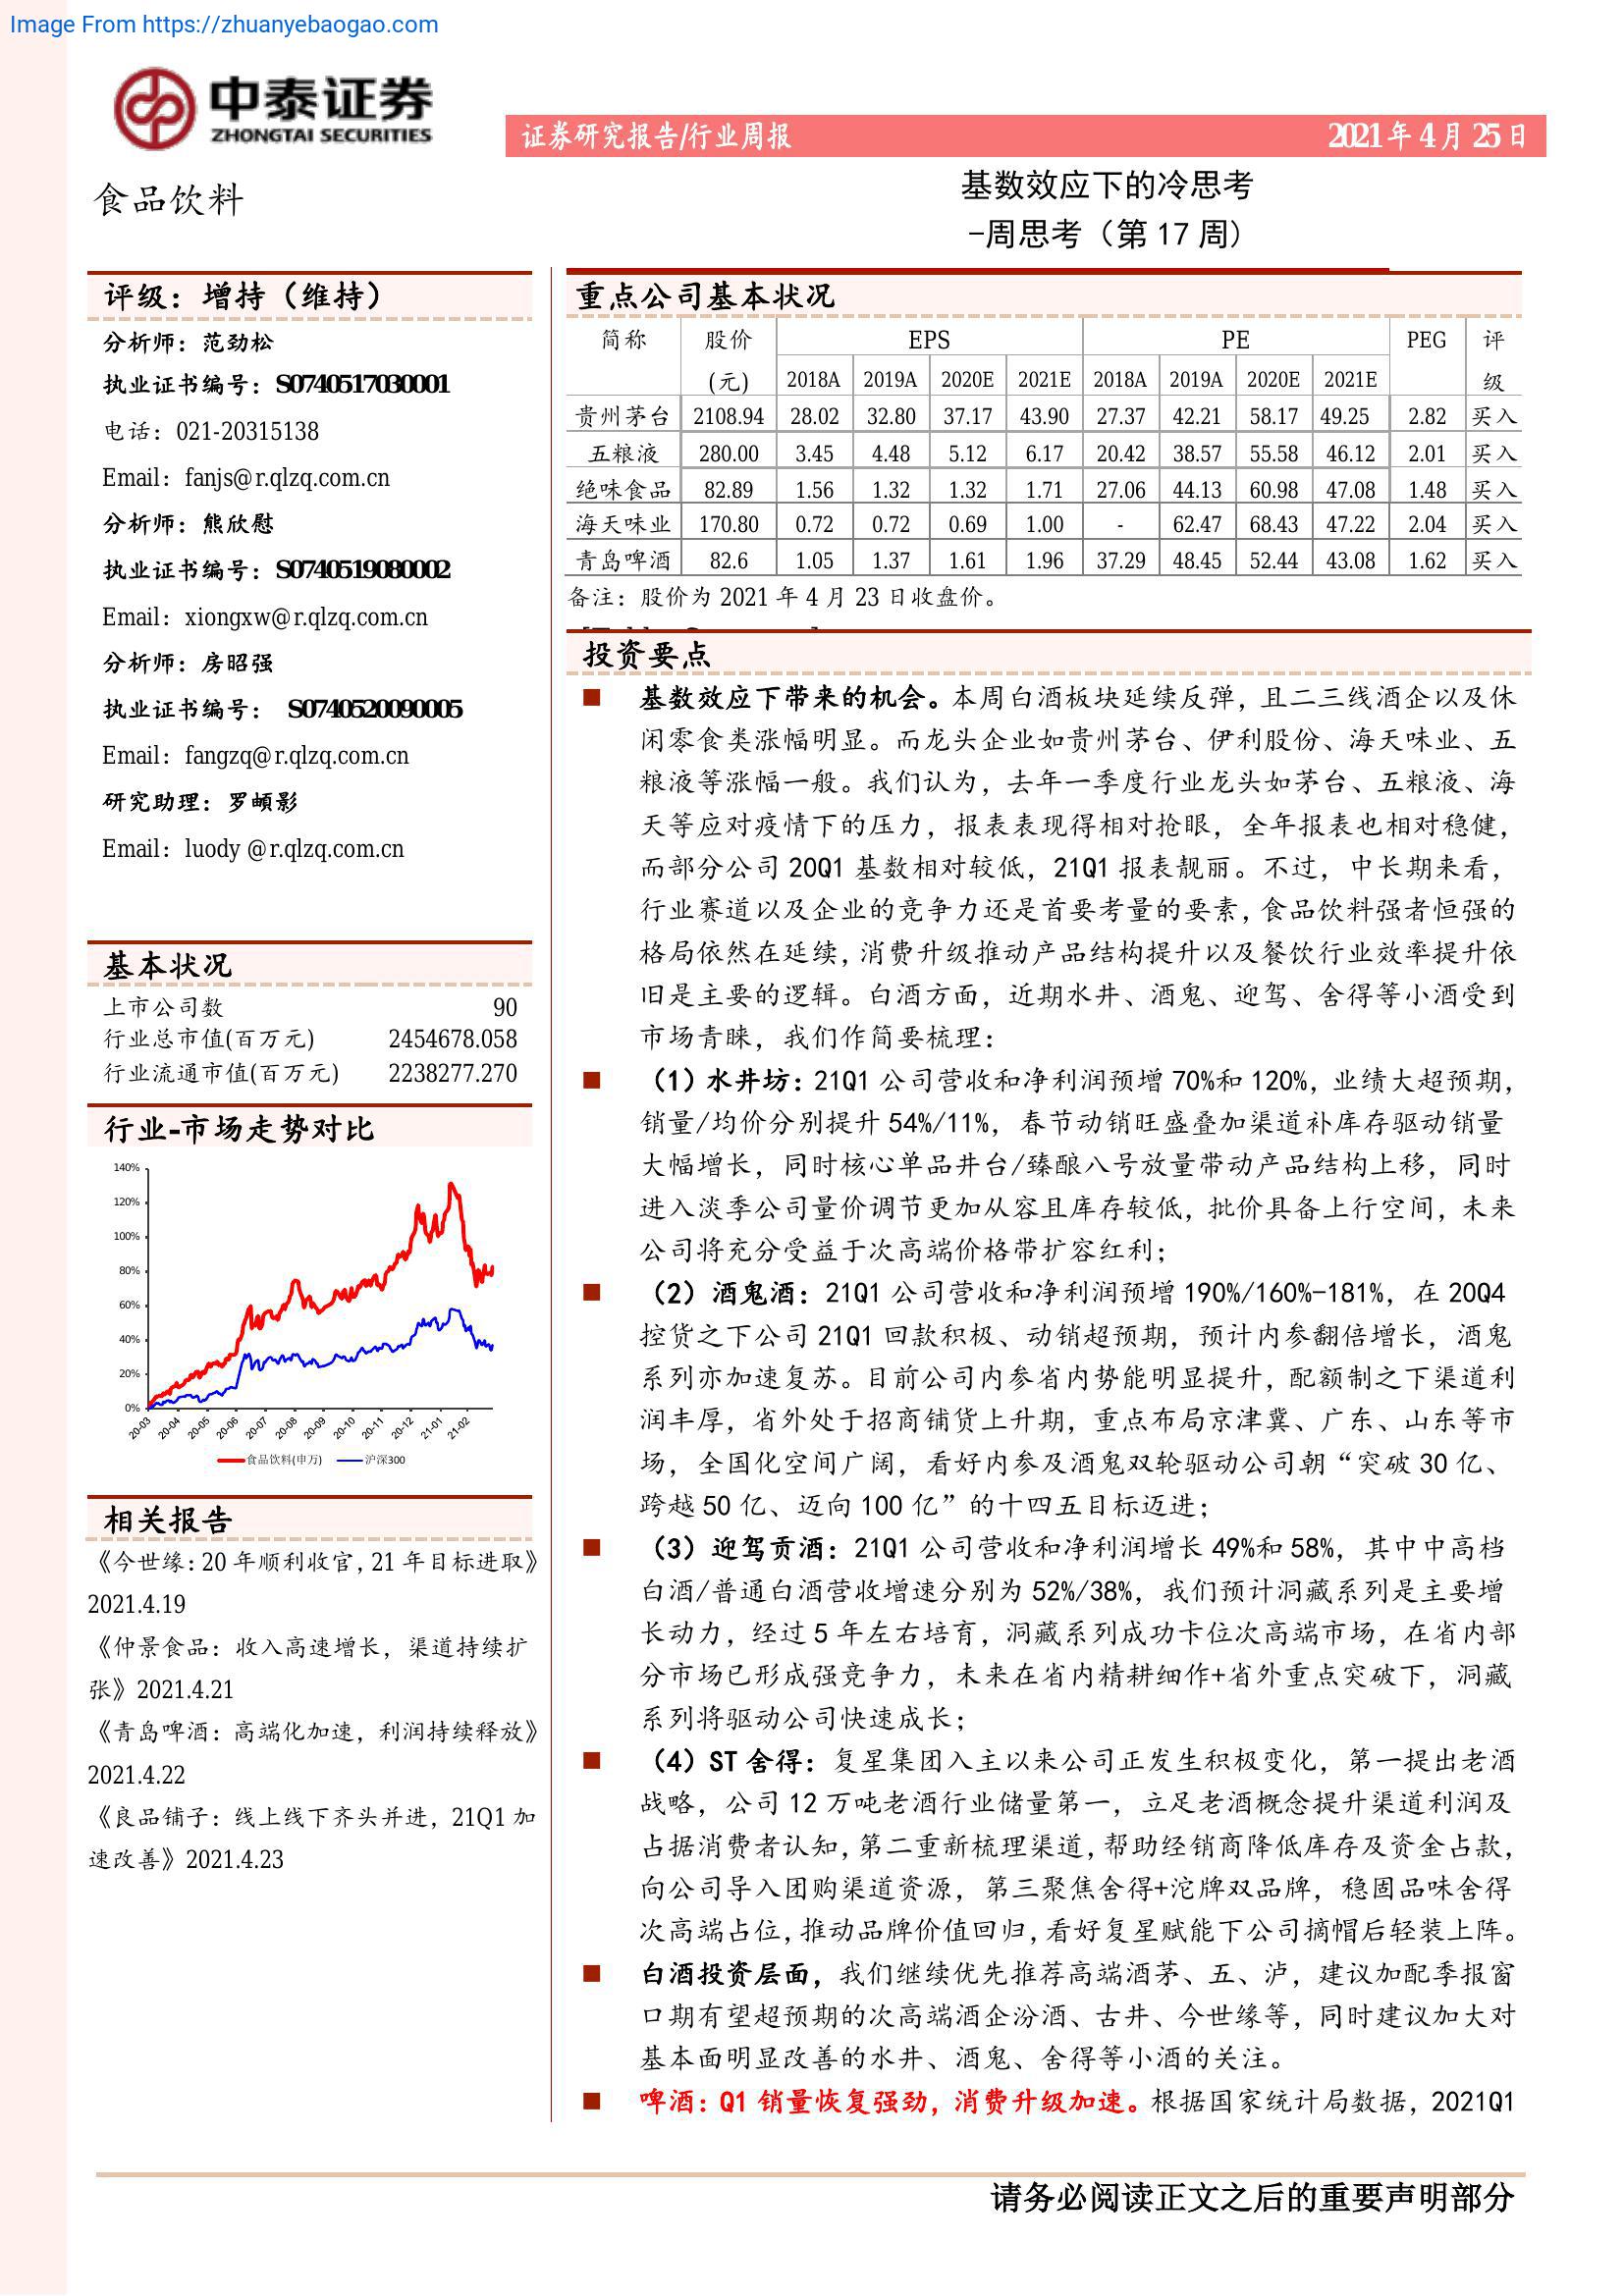 Image From https://zhuanyebaogao.com
中泰证券
ZHONGTAI SECURITIES
证券研究报告/行业周报 2021年4月25日
食品饮料
基数效应下的冷思考
-周思考（第17周）
评级：增持（维持）
分析师：范劲松
执业证书编号：S0740517030001
电话：021-20315138
Email：fanjs@r.qlzq.com.cn
分析师：熊欣慰
执业证书编号：S0740519080002
Email：xiongxw@r.qlzq.com.cn
分析师：房昭强
执业证书编号： S0740520090005
Email：fangzq@r.qlzq.com.cn
研究助理：罗頔影
Email：luody @r.qlzq.com.cn
基本状况
上市公司数 90
行业总市值(百万元) 2454678.058
行业流通市值(百万元) 2238277.270
行业-市场走势对比
140%
120%
100%
80%
60%
40%
20%
0%
20-03 20-04 20-05 20-06 20-07 20-08 20-09 20-10 20-11 20-12 21-01 21-02
食品饮料(申万) 沪深300
相关报告
《今世缘：20年顺利收官，21年目标进取》
2021.4.19
《仲景食品：收入高速增长，渠道持续扩
张》2021.4.21
《青岛啤酒：高端化加速，利润持续释放》
2021.4.22
《良品铺子：线上线下齐头并进，21Q1加
速改善》2021.4.23
重点公司基本状况
简称 股价 EPS PE PEG 评
(元) 2018A 2019A 2020E 2021E 2018A 2019A 2020E 2021E 级
贵州茅台 2108.94 28.02 32.80 37.17 43.90 27.37 42.21 58.17 49.25 2.82 买入
五粮液 280.00 3.45 4.48 5.12 6.17 20.42 38.57 55.58 46.12 2.01 买入
绝味食品 82.89 1.56 1.32 1.32 1.71 27.06 44.13 60.98 47.08 1.48 买入
海天味业 170.80 0.72 0.72 0.69 1.00 - 62.47 68.43 47.22 2.04 买入
青岛啤酒 82.6 1.05 1.37 1.61 1.96 37.29 48.45 52.44 43.08 1.62 买入
备注：股价为2021年4月23日收盘价。
投资要点
■ 基数效应下带来的机会。本周白酒板块延续反弹，且二三线酒企以及休
闲零食类涨幅明显。而龙头企业如贵州茅台、伊利股份、海天味业、五
粮液等涨幅一般。我们认为，去年一季度行业龙头如茅台、五粮液、海
天等应对疫情下的压力，报表表现得相对抢眼，全年报表也相对稳健，
而部分公司20Q1基数相对较低，21Q1报表靓丽。不过，中长期来看，
行业赛道以及企业的竞争力还是首要考量的要素，食品饮料强者恒强的
格局依然在延续，消费升级推动产品结构提升以及餐饮行业效率提升依
旧是主要的逻辑。白酒方面，近期水井、酒鬼、迎驾、舍得等小酒受到
市场青睐，我们作简要梳理：
■ （1）水井坊：21Q1公司营收和净利润预增70%和120%，业绩大超预期，
销量/均价分别提升54%/11%，春节动销旺盛叠加渠道补库存驱动销量
大幅增长，同时核心单品井台/臻酿八号放量带动产品结构上移，同时
进入淡季公司量价调节更加从容且库存较低，批价具备上行空间，未来
公司将充分受益于次高端价格带扩容红利；
■ （2）酒鬼酒：21Q1公司营收和净利润预增190%/160%-181%，在20Q4
控货之下公司21Q1回款积极、动销超预期，预计内参翻倍增长，酒鬼
系列亦加速复苏。目前公司内参省内势能明显提升，配额制之下渠道利
润丰厚，省外处于招商铺货上升期，重点布局京津冀、广东、山东等市
场，全国化空间广阔，看好内参及酒鬼双轮驱动公司朝“突破30亿、
跨越50亿、迈向100亿”的十四五目标迈进；
■ （3）迎驾贡酒：21Q1公司营收和净利润增长49%和58%，其中中高档
白酒/普通白酒营收增速分别为52%/38%，我们预计洞藏系列是主要增
长动力，经过5年左右培育，洞藏系列成功卡位次高端市场，在省内部
分市场已形成强竞争力，未来在省内精耕细作+省外重点突破下，洞藏
系列将驱动公司快速成长；
■ （4）ST舍得：复星集团入主以来公司正发生积极变化，第一提出老酒
战略，公司12万吨老酒行业储量第一，立足老酒概念提升渠道利润及
占据消费者认知，第二重新梳理渠道，帮助经销商降低库存及资金占款，
向公司导入团购渠道资源，第三聚焦舍得+沱牌双品牌，稳固品味舍得
次高端占位，推动品牌价值回归，看好复星赋能下公司摘帽后轻装上阵。
■ 白酒投资层面，我们继续优先推荐高端酒茅、五、泸，建议加配季报窗
口期有望超预期的次高端酒企汾酒、古井、今世缘等，同时建议加大对
基本面明显改善的水井、酒鬼、舍得等小酒的关注。
■ 啤酒：Q1销量恢复强劲，消费升级加速。根据国家统计局数据，2021Q1
请务必阅读正文之后的重要声明部分